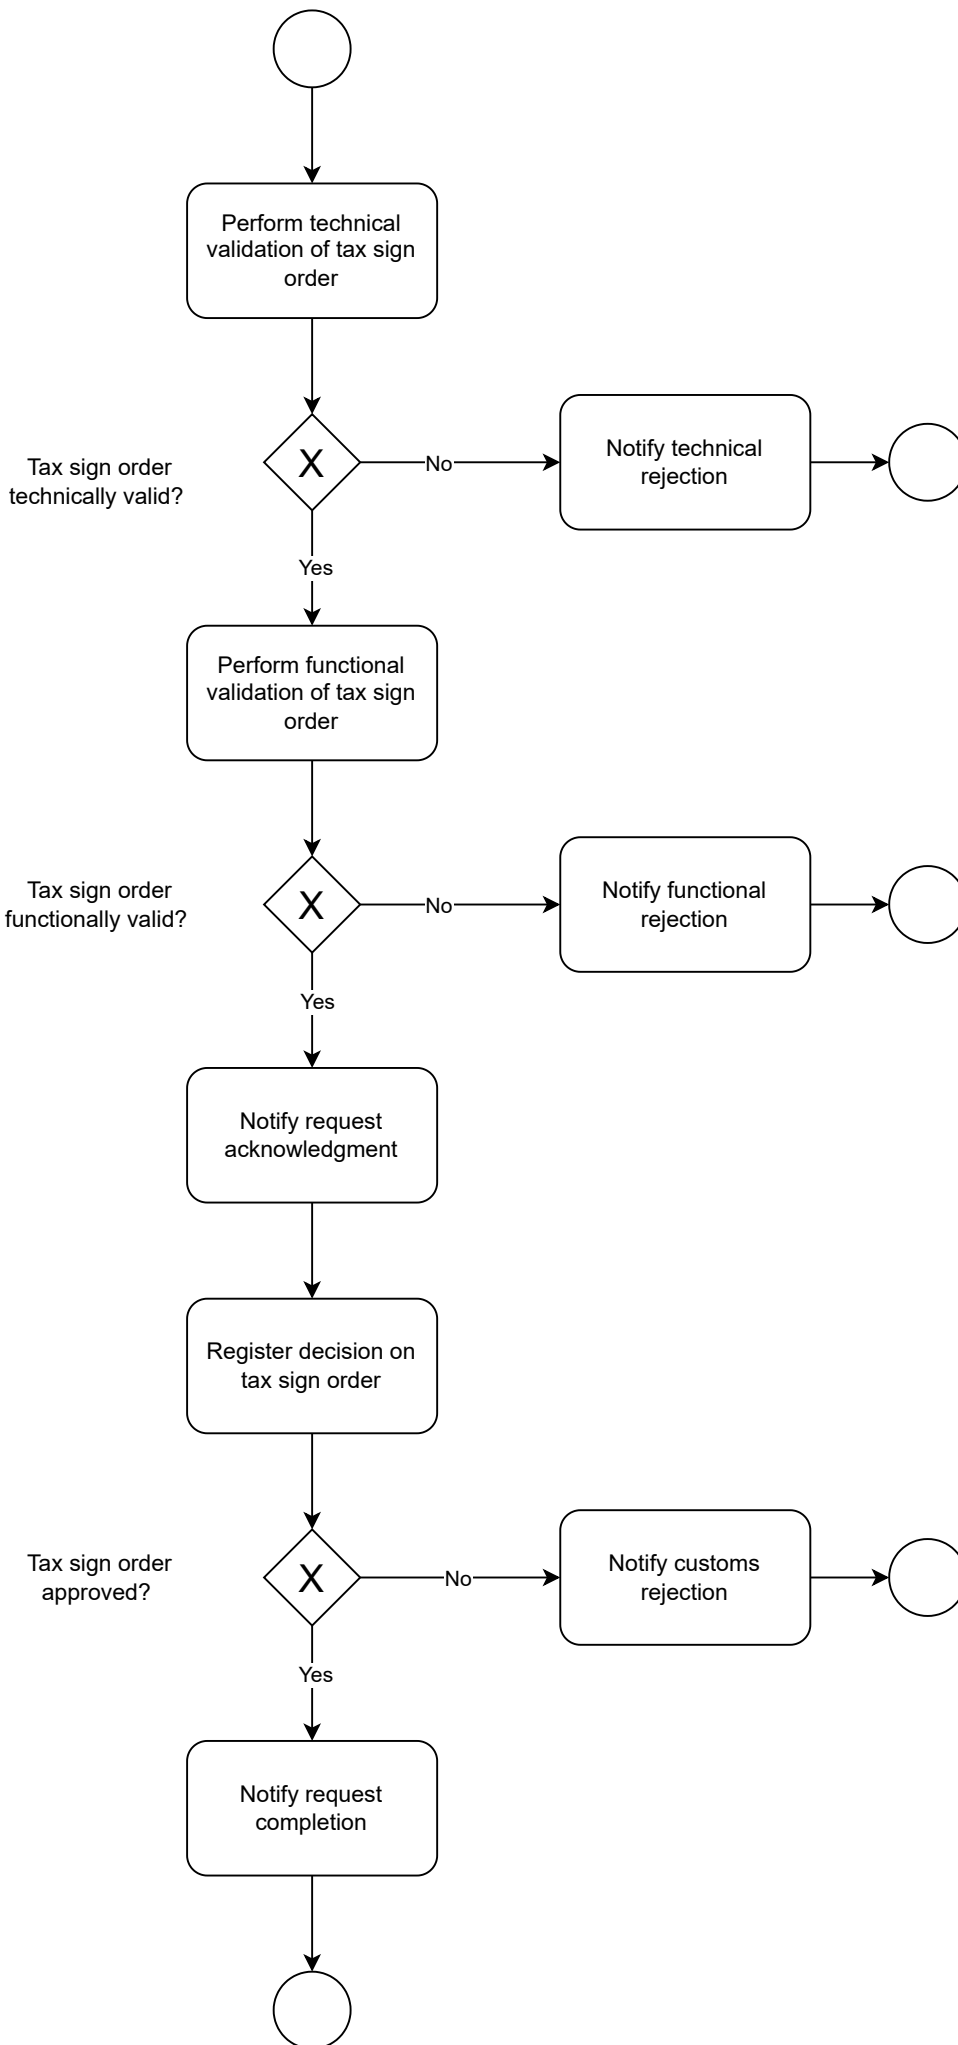 Perform technical
validation of tax sign
order
Tax sign order
technically valid?
X
No
Notify technical
rejection
Yes
Perform functional
validation of tax sign
order
Tax sign order
functionally valid?
X
No
Notify functional
rejection
Yes
Notify request
acknowledgment
Register decision on
tax sign order
Tax sign order
approved?
X
No
Notify customs
rejection
Yes
Notify request
completion